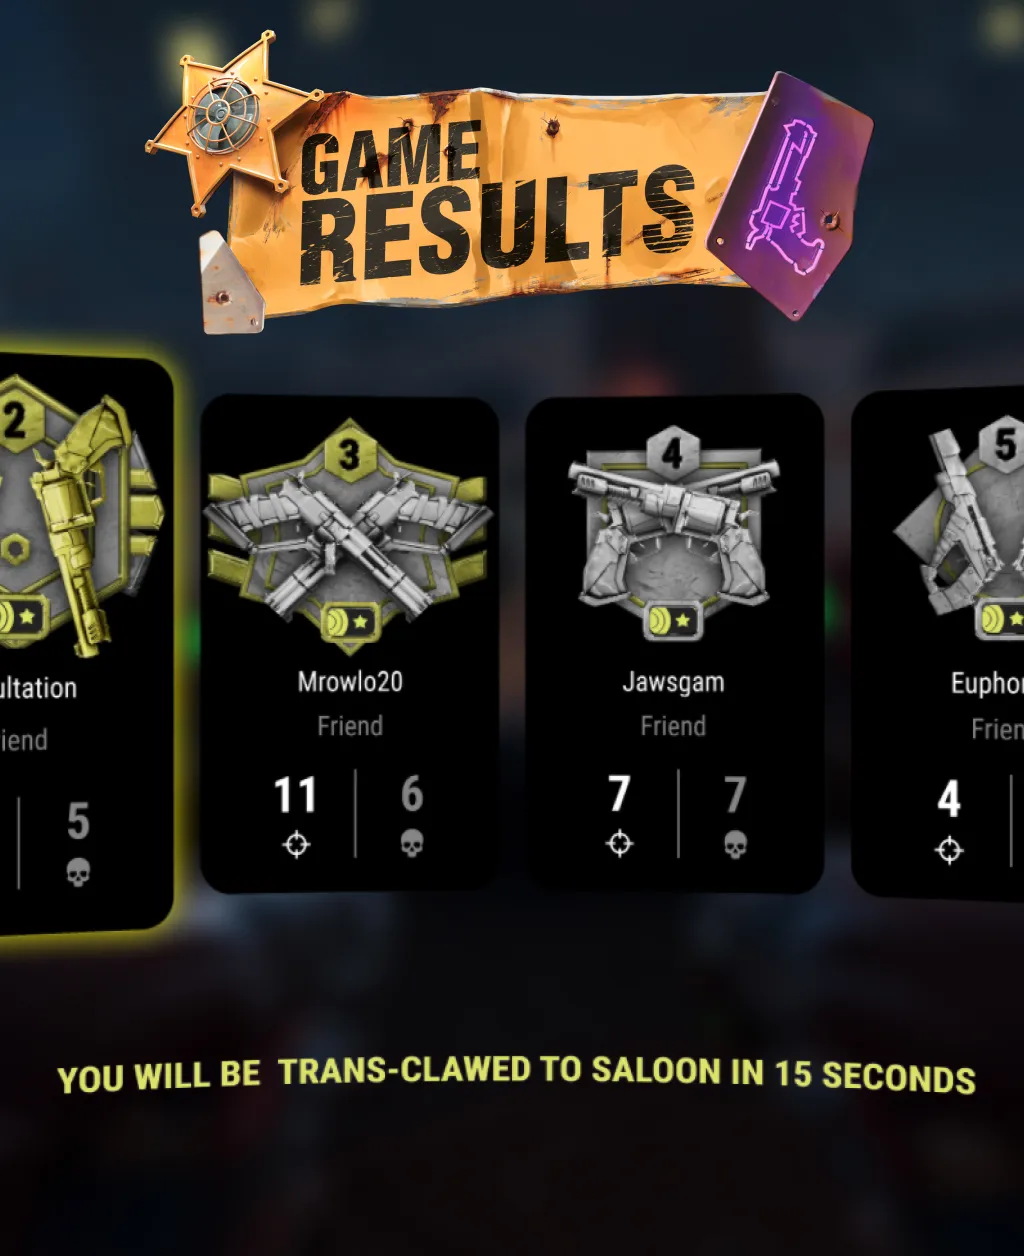 GAME
RESULTS
2
3
4
5
ultation
Mrowlo20
Jawsgam
Euphor
iend
Friend
Friend
Frien
5
11
6
7
7
4
YOU WILL BE TRANS-CLAWED TO SALOON IN 15 SECONDS